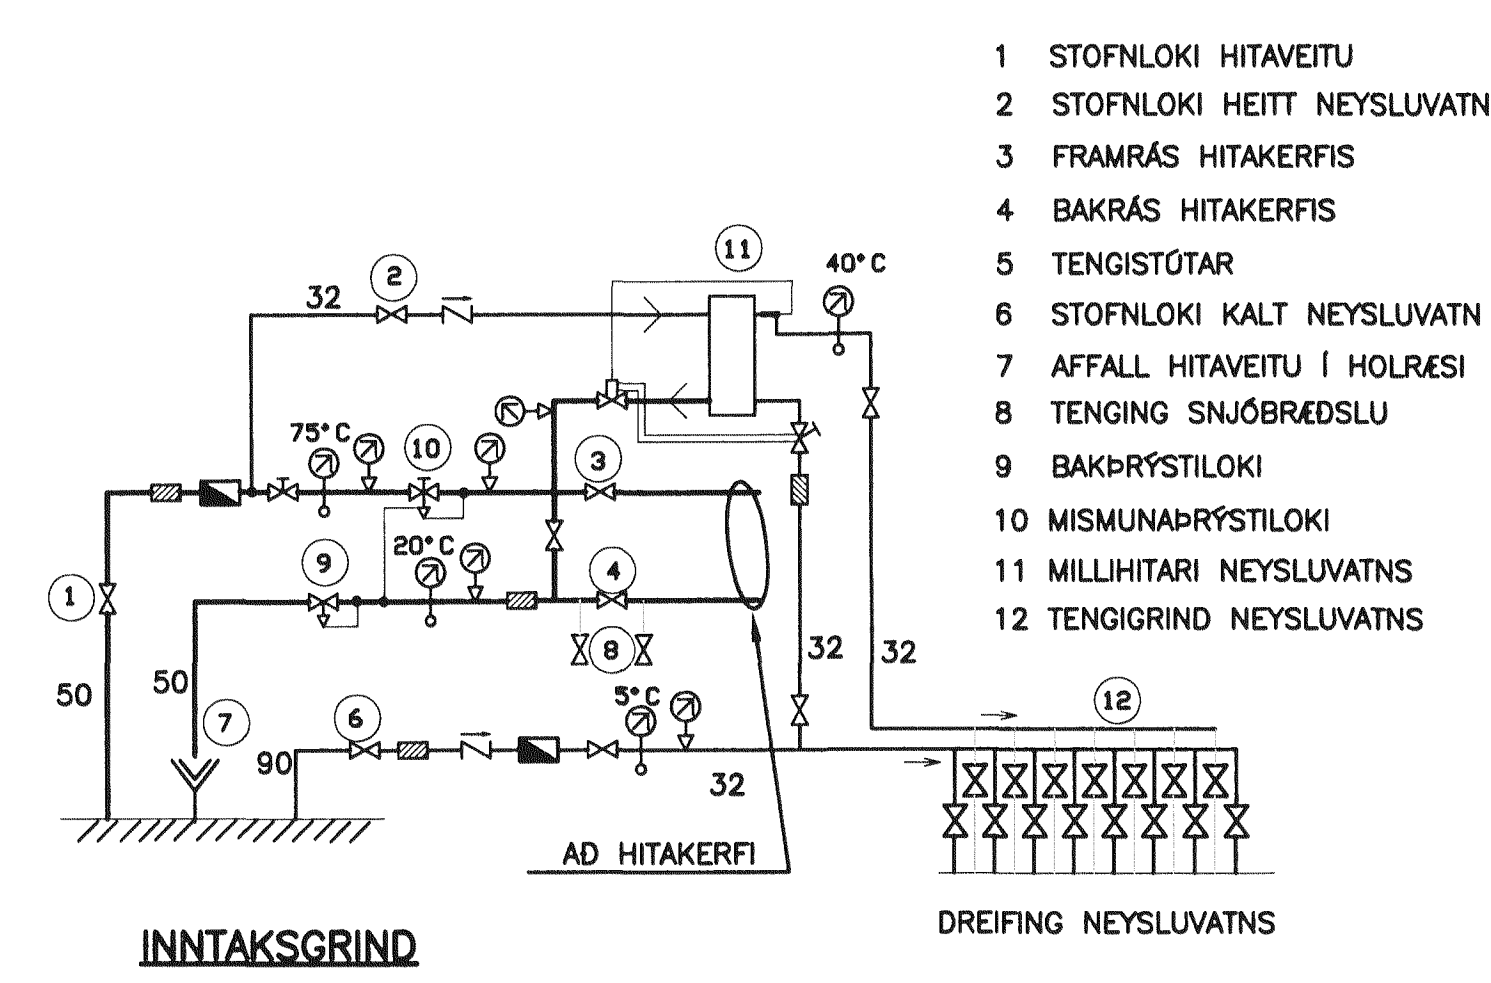 1 STOFNLOKI HITAVEITU
2 STOFNLOKI HEITT NEYSLUVATN
3 FRAMRÁS HITAKERFIS
4 BAKRÁS HITAKERFIS
5 TENGISTÚTAR
6 STOFNLOKI KALT NEYSLUVATN
7 AFFALL HITAVEITU Í HOLRÆSI
8 TENGING SNJÓBRÆÐSLU
9 BAKÞRÝSTILOKI
10 MISMUNAÞRÝSTILOKI
11 MILLIHITARI NEYSLUVATNS
12 TENGIGRIND NEYSLUVATNS
11
40°C
2
32
75°C
10
3
20°C
9
4
1
8
32
32
50
50
5°C
12
7
6
90
32
AÐ HITAKERFI
DREIFING NEYSLUVATNS
INNTAKSGRIND